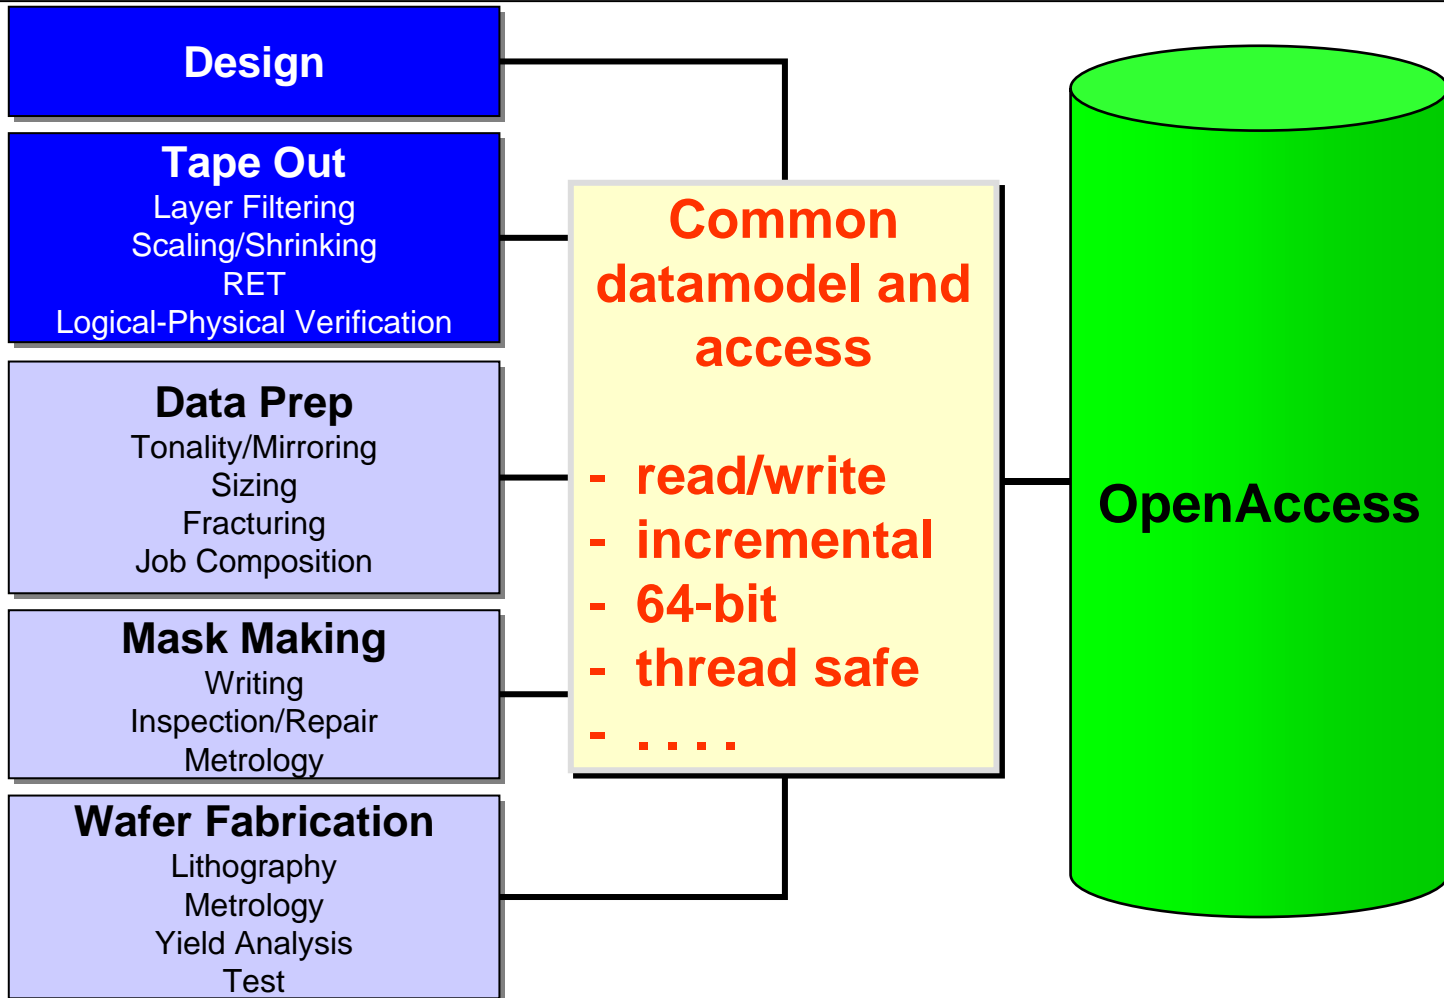 Design
Tape Out
Layer Filtering
Scaling/Shrinking
RET
Logical-Physical Verification
Data Prep
Tonality/Mirroring
Sizing
Fracturing
Job Composition
Mask Making
Writing
Inspection/Repair
Metrology
Wafer Fabrication
Lithography
Metrology
Yield Analysis
Test
Common
datamodel and
access
- read/write
- incremental
- 64-bit
- thread safe
- . . . .
OpenAccess